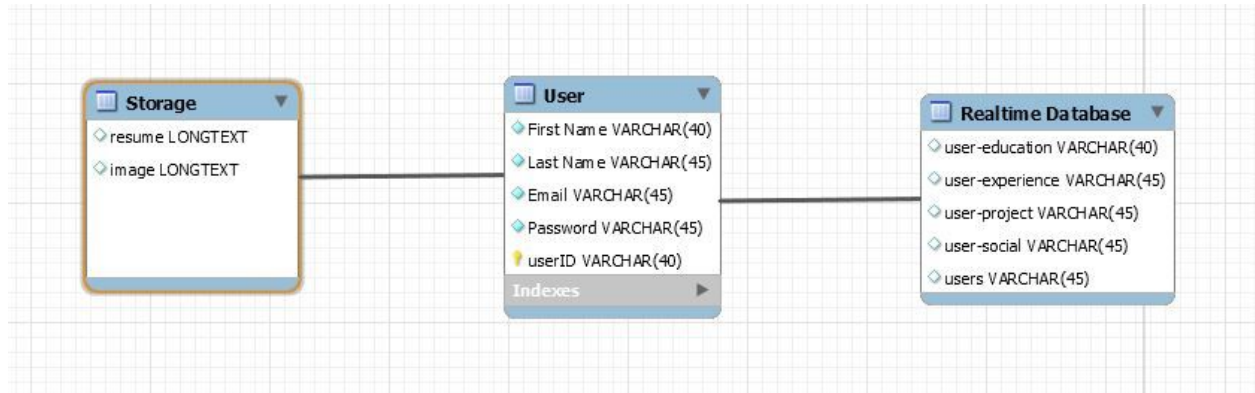 Storage
resume LONGTEXT
image LONGTEXT
User
First Name VARCHAR(40)
Last Name VARCHAR(45)
Email VARCHAR(45)
Password VARCHAR(45)
userID VARCHAR(40)
Indexes
Realtime Database
user-education VARCHAR(40)
user-experience VARCHAR(45)
user-project VARCHAR(45)
user-social VARCHAR(45)
users VARCHAR(45)